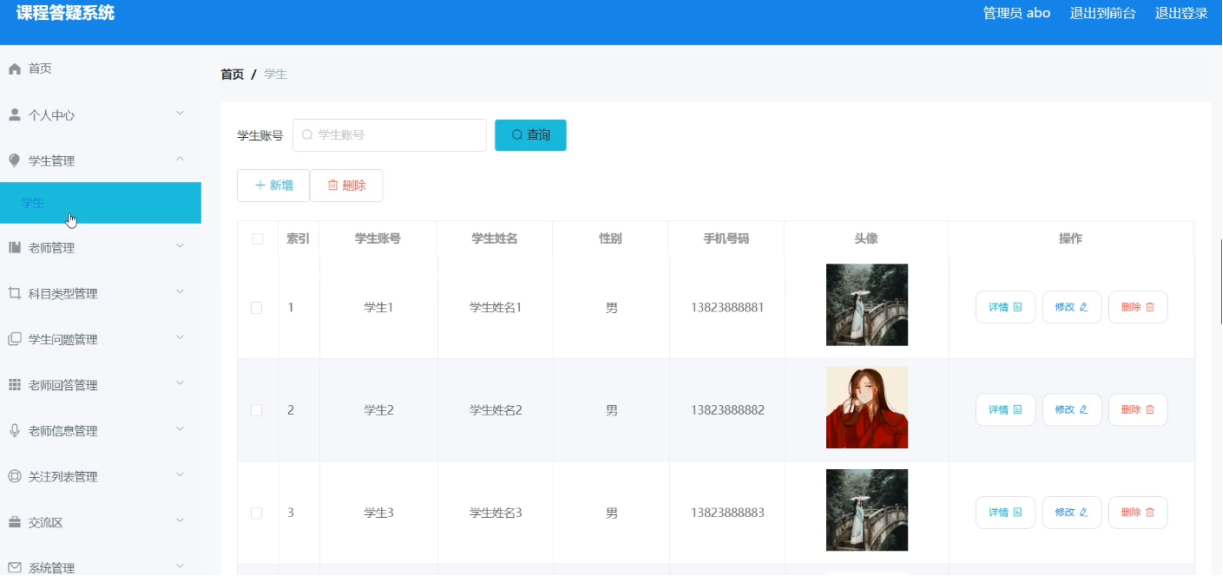 课程答疑系统
管理员 abo 退出到前台 退出登录
首页
个人中心
学生管理
学生
老师管理
科目类型管理
学生问题管理
老师回答管理
老师信息管理
关注列表管理
交流区
系统管理
首页 / 学生
学生账号 学生账号 查询
新增 删除
索引 学生账号 学生姓名 性别 手机号码 头像 操作
1 学生1 学生姓名1 男 13823888881 详情 修改 删除
2 学生2 学生姓名2 男 13823888882 详情 修改 删除
3 学生3 学生姓名3 男 13823888883 详情 修改 删除